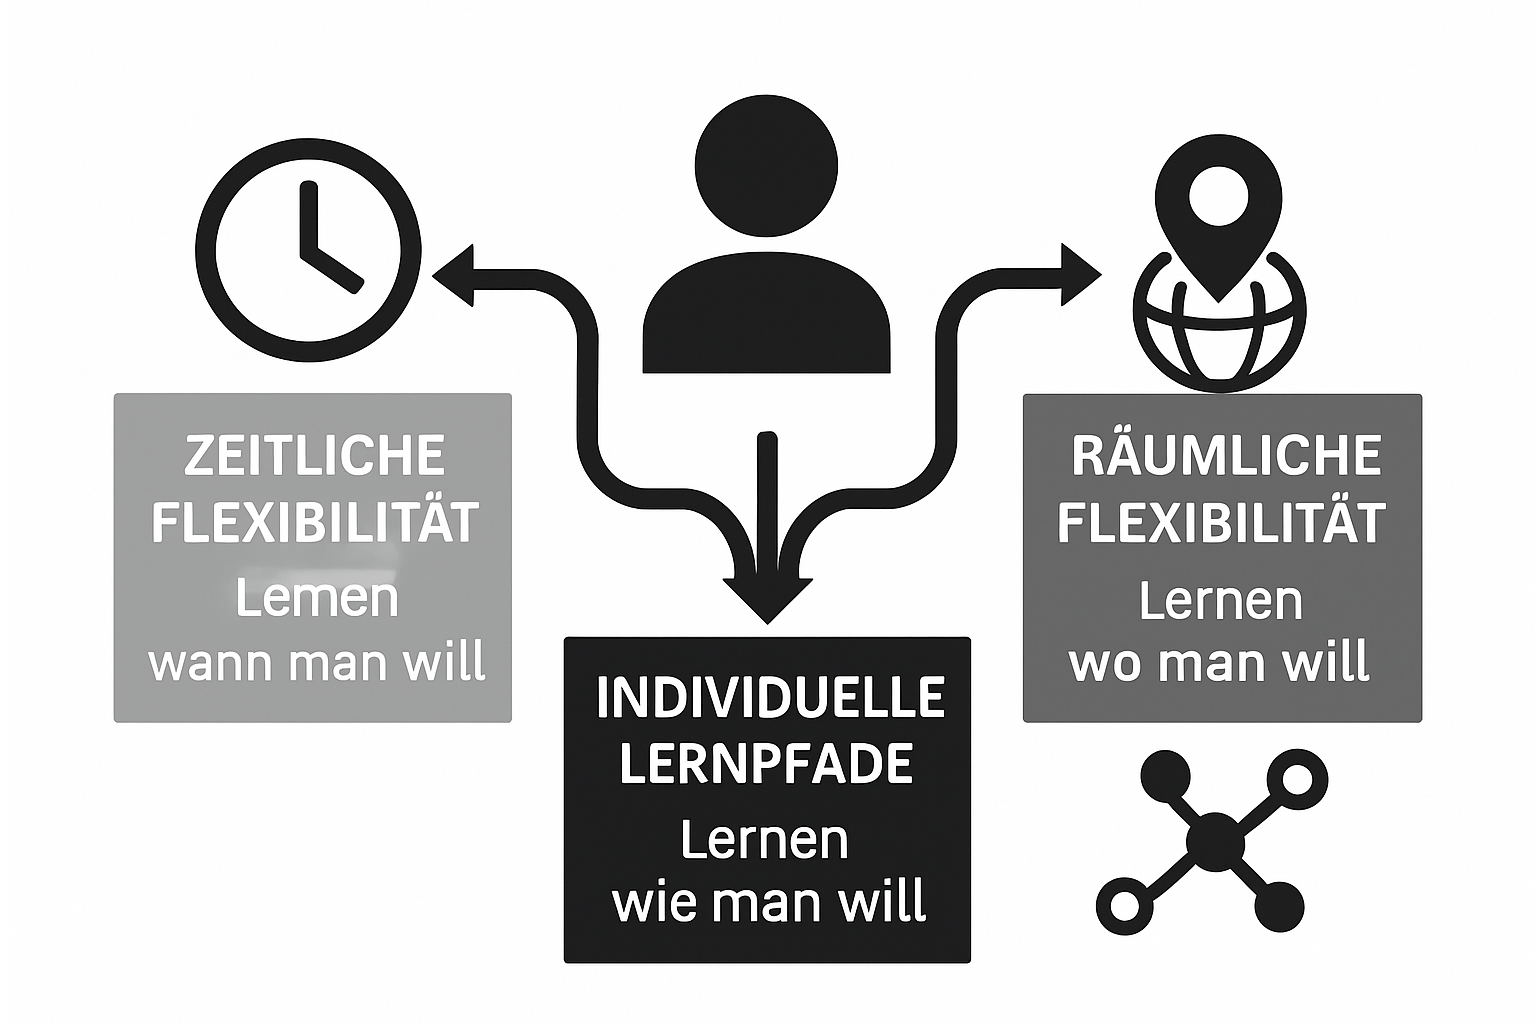 ZEITLICHE
FLEXIBILITÄT
Lemen
wann man will
INDIVIDUELLE
LERNPFADE
Lernen
wie man will
RÄUMLICHE
FLEXIBILITÄT
Lernen
wo man will